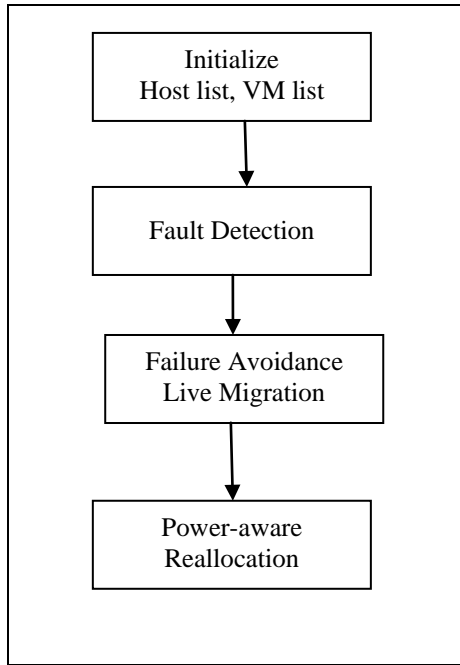 Initialize
Host list, VM list
Fault Detection
Failure Avoidance
Live Migration
Power-aware
Reallocation